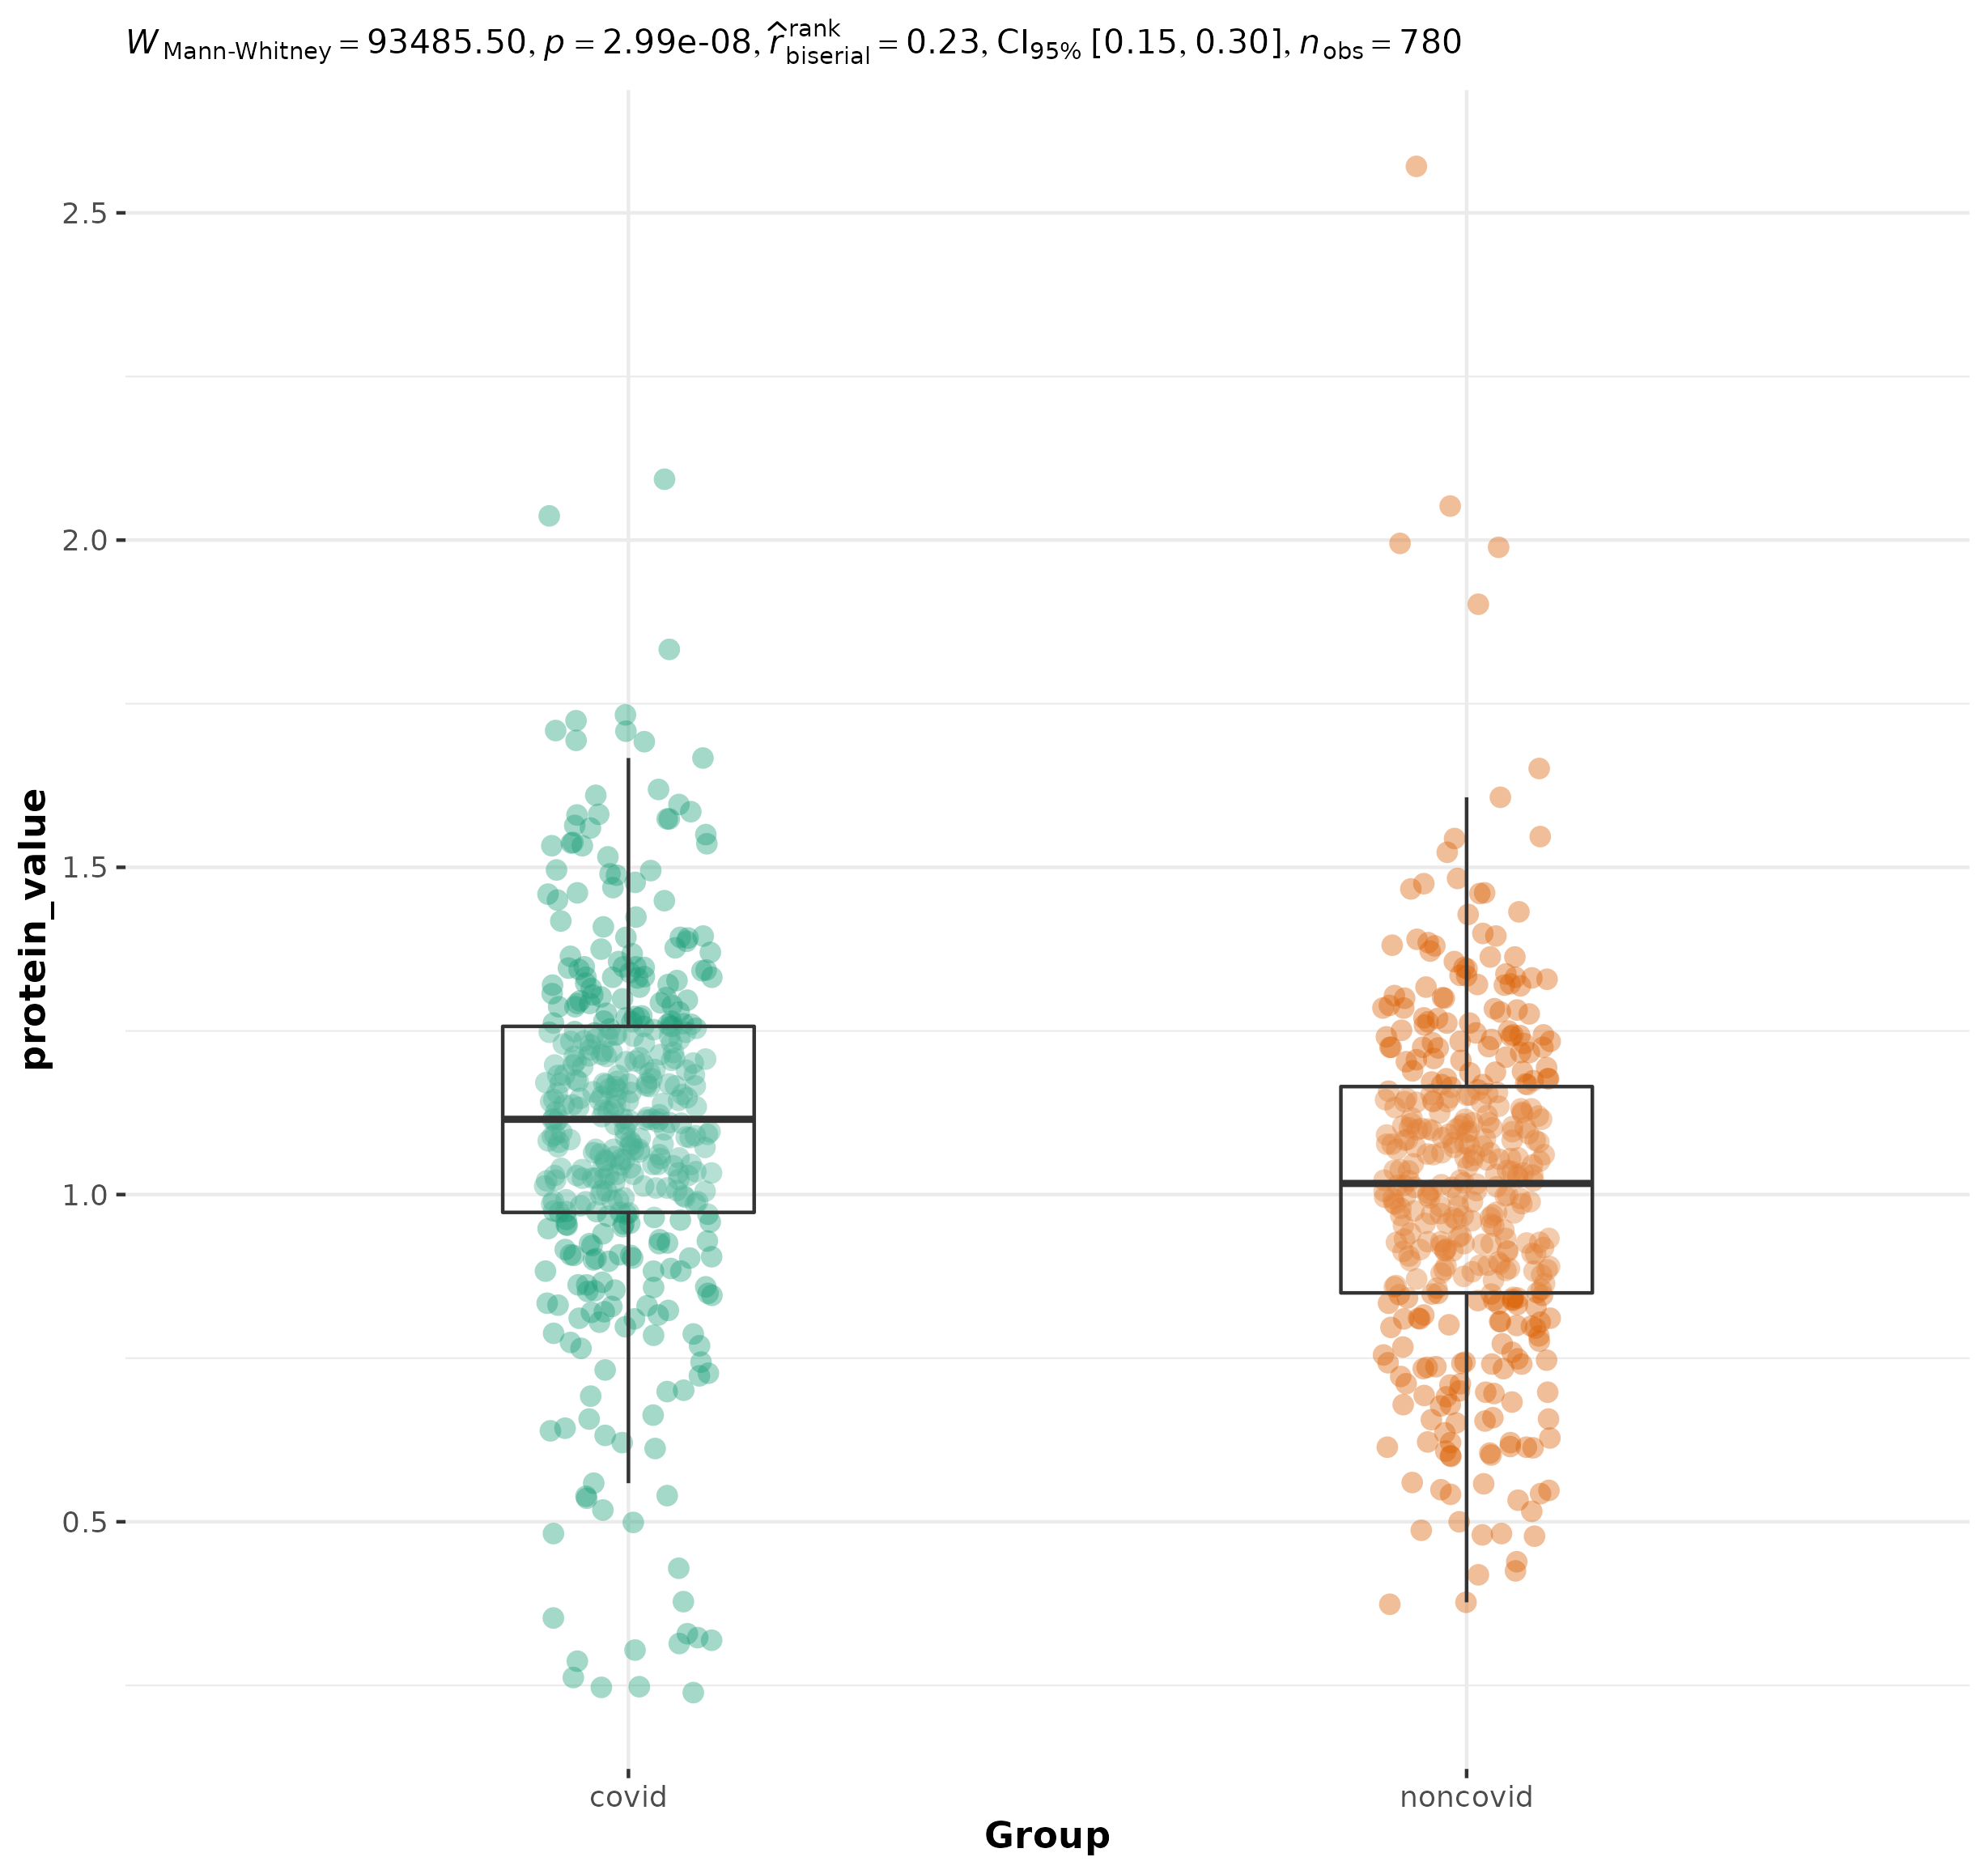 W Mann-Whitney = 93485.50, p = 2.99e-08, r̂ rank biserial = 0.23, CI95% [0.15, 0.30], n obs = 780
2.5
2.0
1.5
1.0
0.5
protein_value
covid noncovid
Group